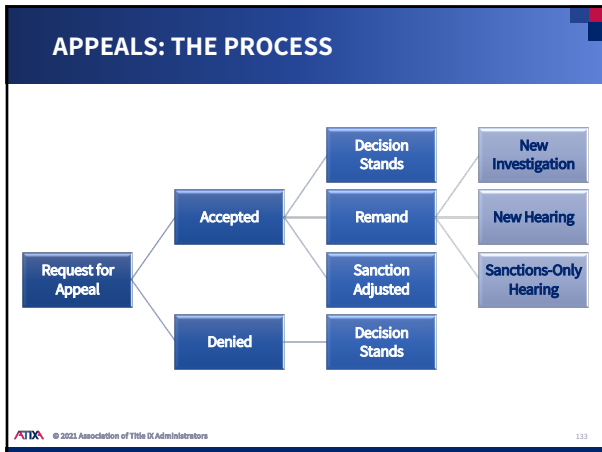 APPEALS: THE PROCESS
Decision
Stands
New
Investigation
Accepted
Remand
New Hearing
Request for
Appeal
Sanction
Adjusted
Sanctions-Only
Hearing
Denied
Decision
Stands
ATIXA
© 2021 Association of Title IX Administrators
133